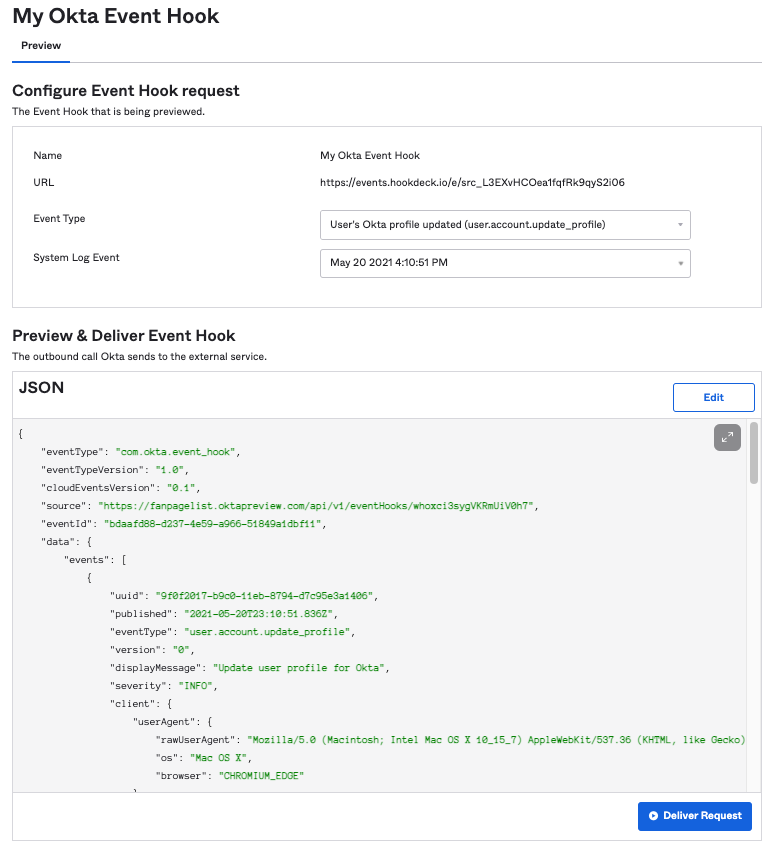 My Okta Event Hook
Preview
Configure Event Hook request
The Event Hook that is being previewed.
Name My Okta Event Hook
URL https://events.hookdeck.io/e/src_L3EXvHCOea1fqfRk9qyS2i06
Event Type User's Okta profile updated (user.account.update_profile)
System Log Event May 20 2021 4:10:51 PM
Preview & Deliver Event Hook
The outbound call Okta sends to the external service.
JSON
Edit
{
"eventType": "com.okta.event_hook",
"eventTypeVersion": "1.0",
"cloudEventsVersion": "0.1",
"source": "https://fanpagelist.oktapreview.com/api/v1/eventHooks/whoxci3sygVKRmUiV0h7",
"eventId": "bdaafd88-d237-4e59-a966-51849a1dbf11",
"data": {
"events": [
{
"uuid": "9f0f2017-b9c0-11eb-8794-d7c95e3a1406",
"published": "2021-05-20T23:10:51.836Z",
"eventType": "user.account.update_profile",
"version": "0",
"displayMessage": "Update user profile for Okta",
"severity": "INFO",
"client": {
"userAgent": {
"rawUserAgent": "Mozilla/5.0 (Macintosh; Intel Mac OS X 10_15_7) AppleWebKit/537.36 (KHTML, like Gecko)
"os": "Mac OS X",
"browser": "CHROMIUM_EDGE"
Deliver Request